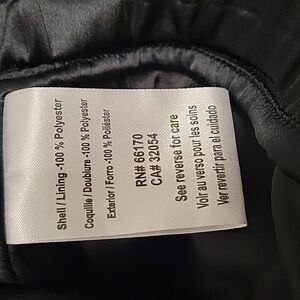 Shell / Lining -100 % Polyester
Coquille / Doublure -100 % Polyester
Exterior / Forro -100 % Poliéster
RN# 66170
CA# 32054
See reverse for care
Voir au verso pour les soins
Ver revertir para el cuidado